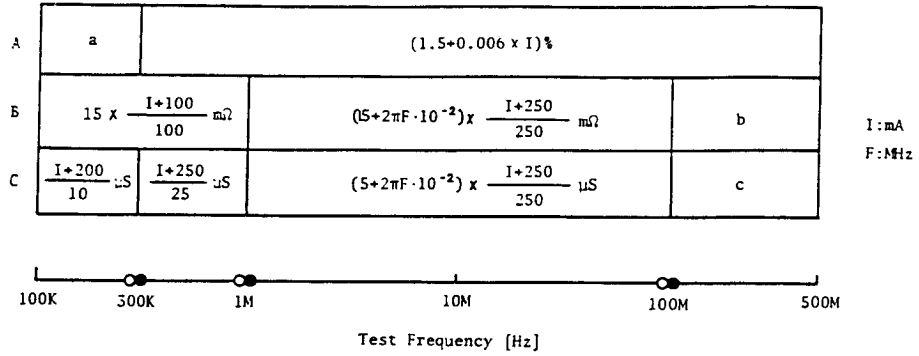 A a (1.5+0.006 x I)%
B 15 x I+100/100 mΩ (15+2πF·10⁻²)x I+250/250 mΩ b
I:mA
F:MHz
C I+200/10 µS I+250/25 µS (5+2πF·10⁻²) x I+250/250 µS c
100K 300K 1M 10M 100M 500M
Test Frequency [Hz]